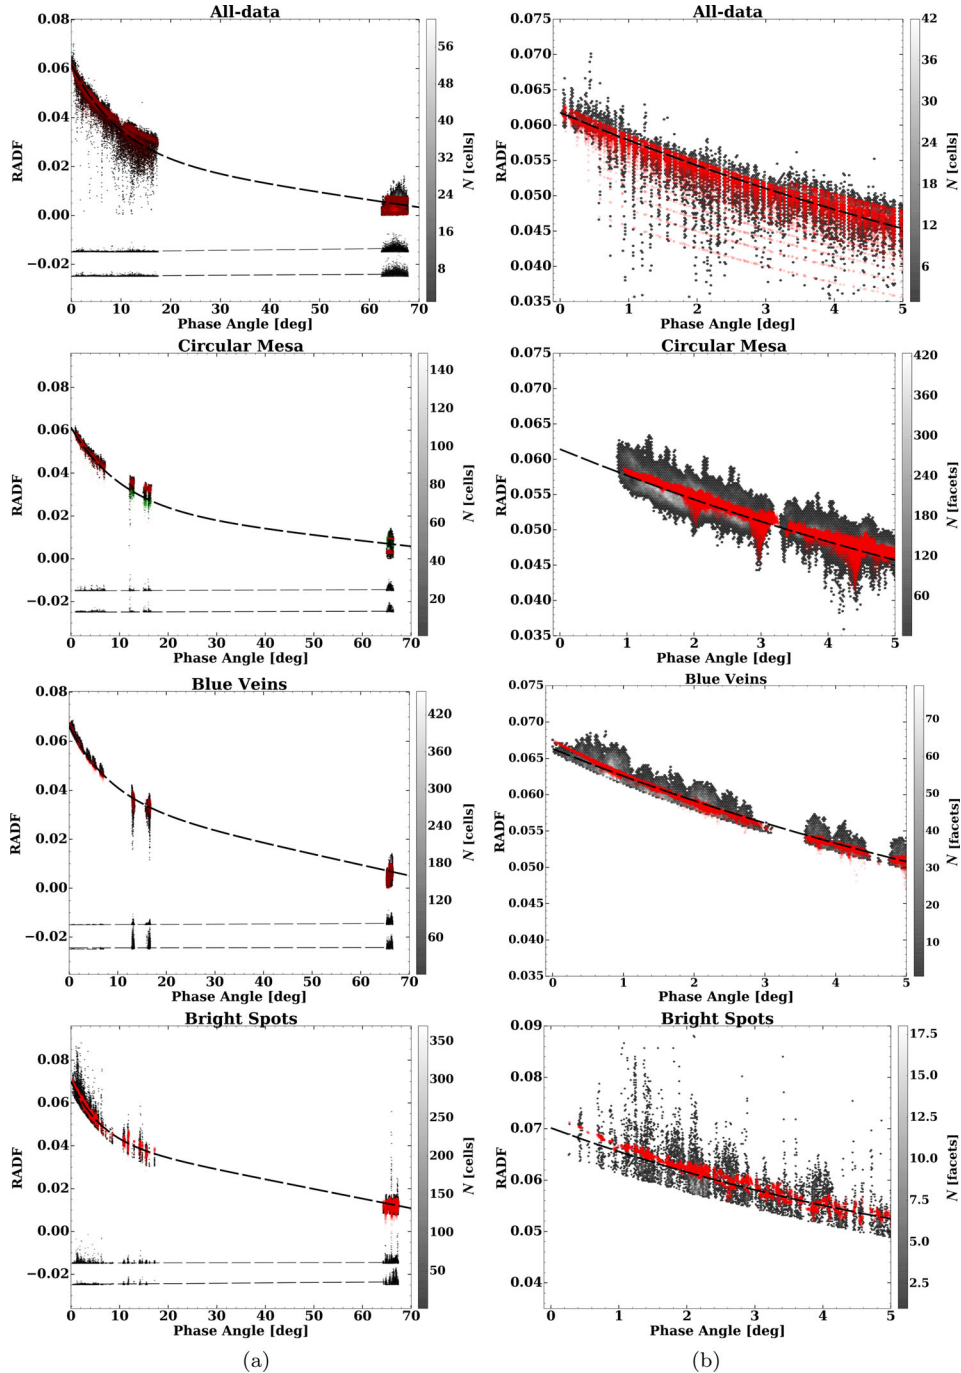 All-data
0.08
0.06
0.04
0.02
0.00
−0.02
RADF
0 10 20 30 40 50 60 70
Phase Angle [deg]
56
48
40
32
24
16
8
N [cells]
All-data
0.075
0.070
0.065
0.060
0.055
0.050
0.045
0.040
0.035
RADF
0 1 2 3 4 5
Phase Angle [deg]
42
36
30
24
18
12
6
N [cells]
Circular Mesa
0.08
0.06
0.04
0.02
0.00
−0.02
RADF
0 10 20 30 40 50 60 70
Phase Angle [deg]
140
120
100
80
60
40
20
N [cells]
Circular Mesa
0.075
0.070
0.065
0.060
0.055
0.050
0.045
0.040
0.035
RADF
0 1 2 3 4 5
Phase Angle [deg]
420
360
300
240
180
120
60
N [facets]
Blue Veins
0.08
0.06
0.04
0.02
0.00
−0.02
RADF
0 10 20 30 40 50 60 70
Phase Angle [deg]
420
360
300
240
180
120
60
N [cells]
Blue Veins
0.075
0.070
0.065
0.060
0.055
0.050
0.045
0.040
0.035
RADF
0 1 2 3 4 5
Phase Angle [deg]
70
60
50
40
30
20
10
N [facets]
Bright Spots
0.08
0.06
0.04
0.02
0.00
−0.02
RADF
0 10 20 30 40 50 60 70
Phase Angle [deg]
350
300
250
200
150
100
50
N [cells]
Bright Spots
0.09
0.08
0.07
0.06
0.05
0.04
RADF
0 1 2 3 4 5
Phase Angle [deg]
17.5
15.0
12.5
10.0
7.5
5.0
2.5
N [facets]
(a)
(b)